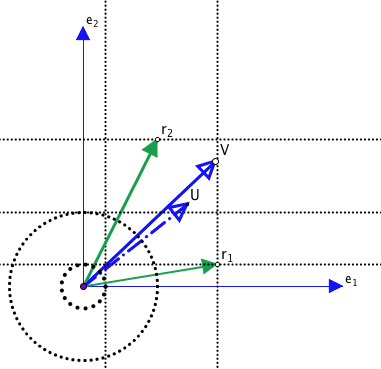 e₂
r₂
V
U
r₁
e₁